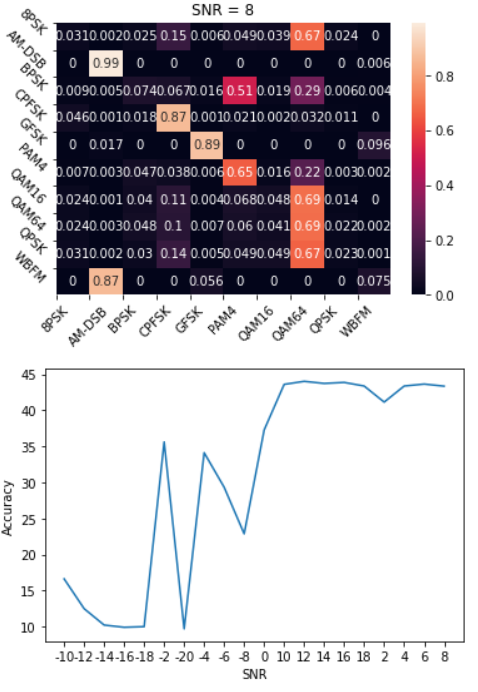 SNR = 8
8PSK 0.031 0.002 0.025 0.15 0.006 0.049 0.039 0.67 0.024 0
AM-DSB 0 0.99 0 0 0 0 0 0 0 0.006
BPSK 0.009 0.005 0.074 0.067 0.016 0.51 0.019 0.29 0.006 0.004
CPFSK 0.046 0.001 0.018 0.87 0.001 0.021 0.002 0.032 0.011 0
GFSK 0 0.017 0 0 0.89 0 0 0 0 0.096
PAM4 0.007 0.003 0.047 0.038 0.006 0.65 0.016 0.22 0.003 0.002
QAM16 0.024 0.001 0.04 0.11 0.004 0.068 0.048 0.69 0.014 0
QAM64 0.024 0.003 0.048 0.1 0.007 0.06 0.041 0.69 0.022 0.002
QPSK 0.031 0.002 0.03 0.14 0.005 0.049 0.049 0.67 0.023 0.001
WBFM 0 0.87 0 0 0.056 0 0 0 0 0.075
8PSK AM-DSB BPSK CPFSK GFSK PAM4 QAM16 QAM64 QPSK WBFM
0.8
0.6
0.4
0.2
0.0
45
40
35
30
25
20
15
10
Accuracy
-10 -12 -14 -16 -18 -2 -20 -4 -6 -8 0 10 12 14 16 18 2 4 6 8
SNR